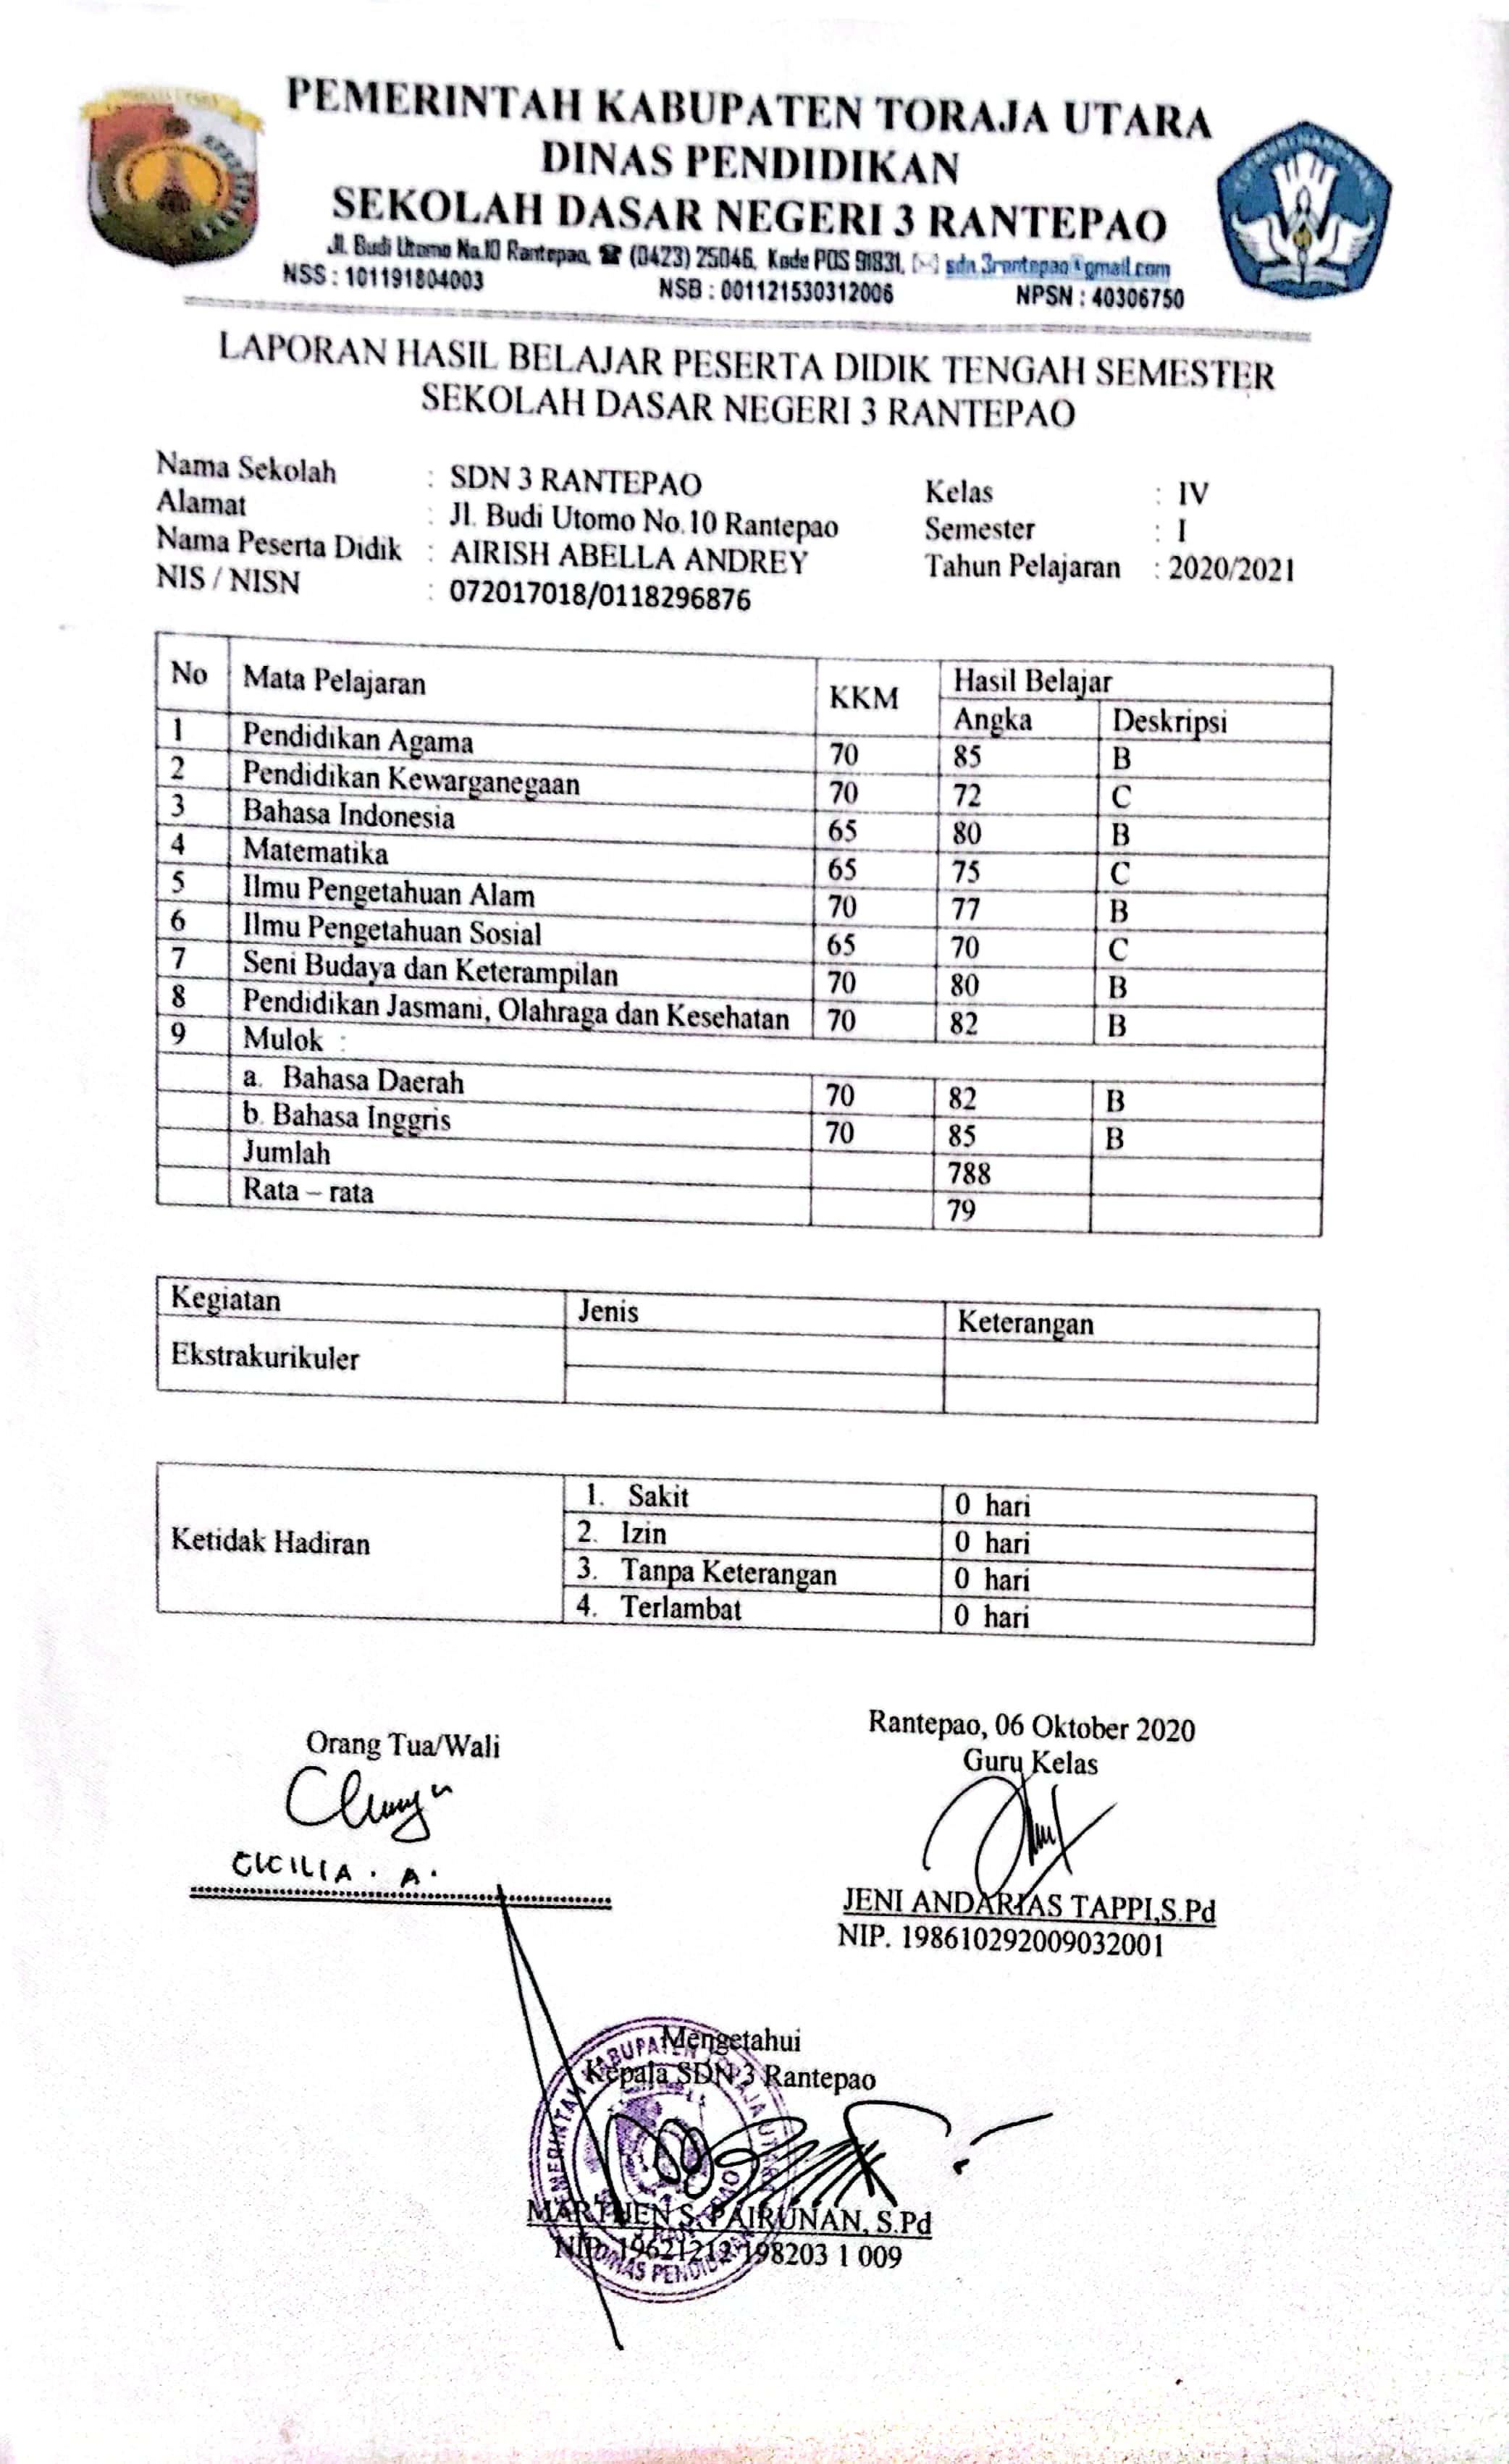 PEMERINTAH KABUPATEN TORAJA UTARA
DINAS PENDIDIKAN
SEKOLAH DASAR NEGERI 3 RANTEPAO
Jl. Budi Utomo No.10 Rantepao, ☎ (0423) 25046, Kode POS 91831, sdn.3rantepao@gmail.com
NSS : 101191804003 NSB : 001121530312006 NPSN : 40306750
LAPORAN HASIL BELAJAR PESERTA DIDIK TENGAH SEMESTER
SEKOLAH DASAR NEGERI 3 RANTEPAO
Nama Sekolah : SDN 3 RANTEPAO Kelas : IV
Alamat : Jl. Budi Utomo No.10 Rantepao Semester : I
Nama Peserta Didik : AIRISH ABELLA ANDREY Tahun Pelajaran : 2020/2021
NIS / NISN : 072017018/0118296876
No Mata Pelajaran KKM Hasil Belajar
Angka Deskripsi
1 Pendidikan Agama 70 85 B
2 Pendidikan Kewarganegaan 70 72 C
3 Bahasa Indonesia 65 80 B
4 Matematika 65 75 C
5 Ilmu Pengetahuan Alam 70 77 B
6 Ilmu Pengetahuan Sosial 65 70 C
7 Seni Budaya dan Keterampilan 70 80 B
8 Pendidikan Jasmani, Olahraga dan Kesehatan 70 82 B
9 Mulok :
a. Bahasa Daerah 70 82 B
b. Bahasa Inggris 70 85 B
Jumlah 788
Rata – rata 79
Kegiatan Jenis Keterangan
Ekstrakurikuler
Ketidak Hadiran
1. Sakit 0 hari
2. Izin 0 hari
3. Tanpa Keterangan 0 hari
4. Terlambat 0 hari
Rantepao, 06 Oktober 2020
Orang Tua/Wali Guru Kelas
CICILIA . A.
JENI ANDARIAS TAPPI,S.Pd
NIP. 198610292009032001
Mengetahui
Kepala SDN 3 Rantepao
MARTHEN S. PAIRUNAN, S.Pd
NIP. 19621212 198203 1 009